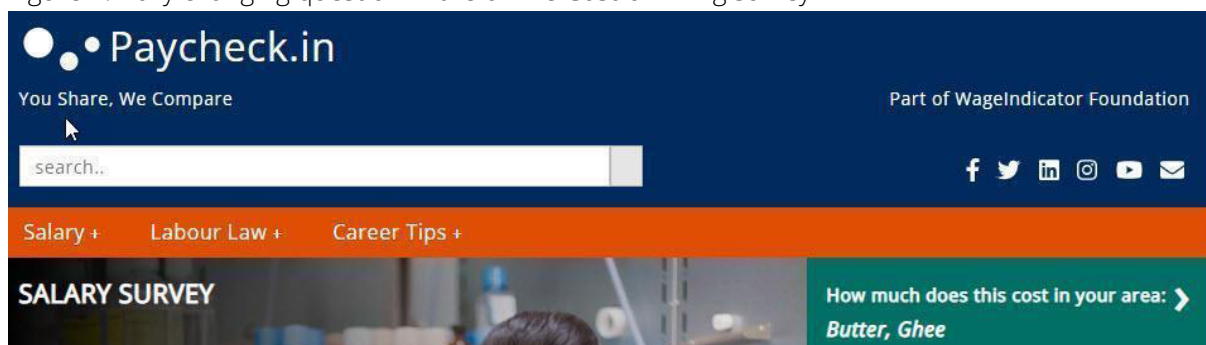 Paycheck.in
You Share, We Compare
Part of WageIndicator Foundation
search..
Salary + Labour Law + Career Tips +
SALARY SURVEY
How much does this cost in your area:
Butter, Ghee